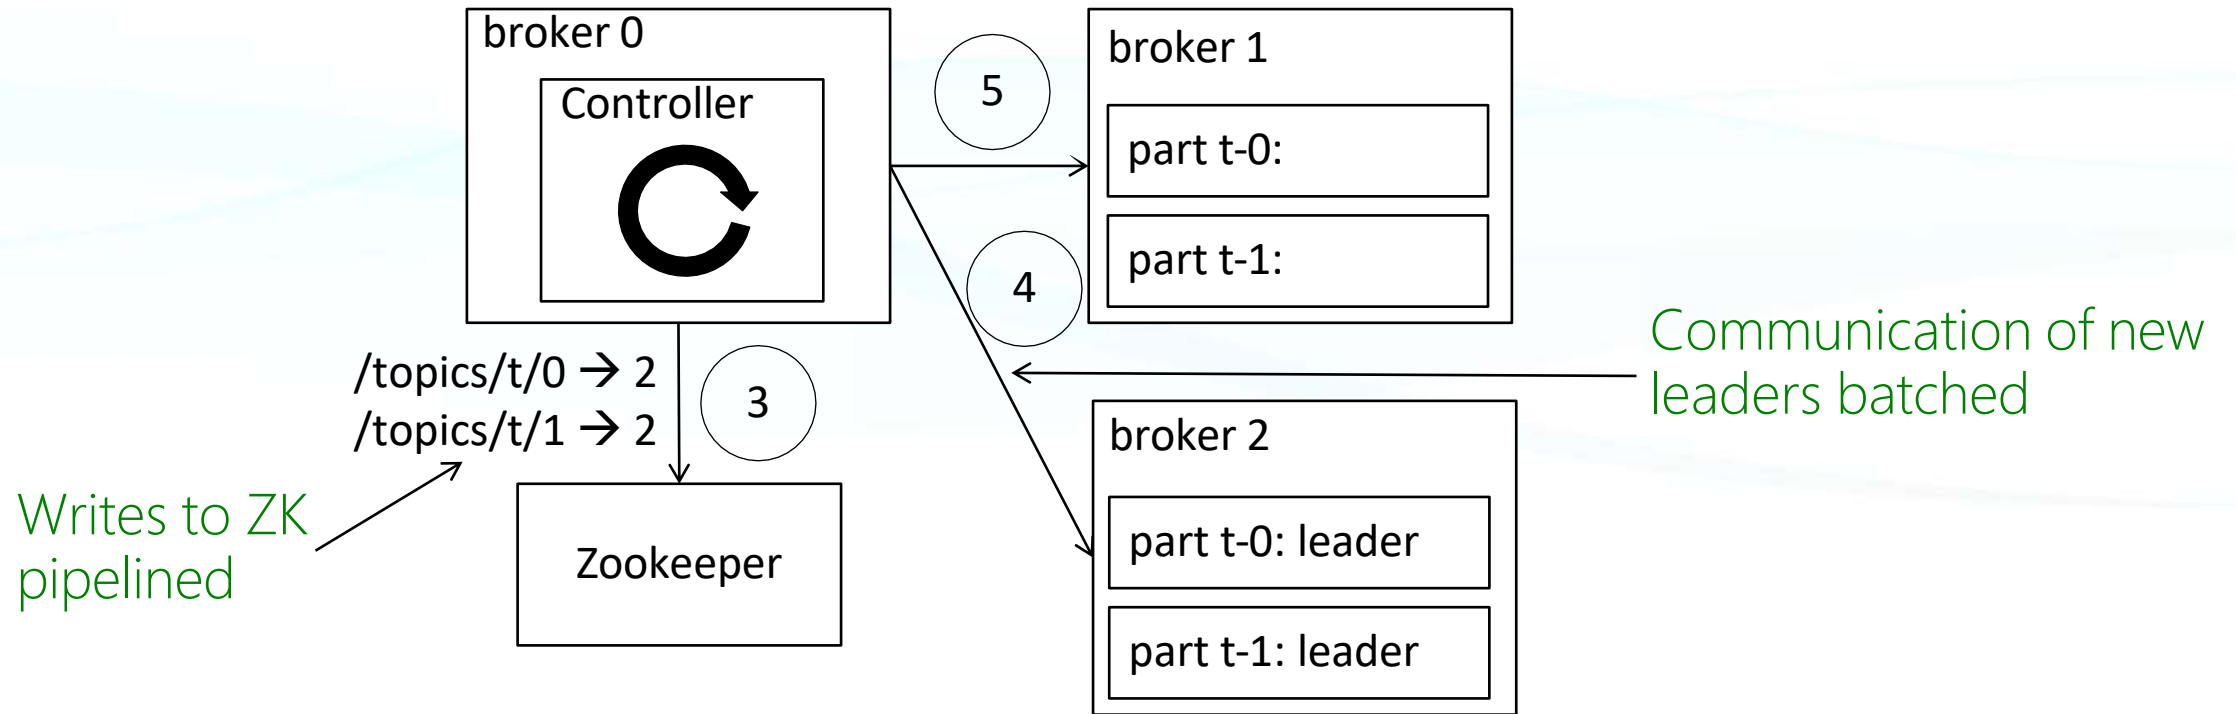 broker 0
Controller
5
broker 1
part t-0:
part t-1:
4
Communication of new
leaders batched
/topics/t/0 → 2
/topics/t/1 → 2
3
Writes to ZK
pipelined
Zookeeper
broker 2
part t-0: leader
part t-1: leader